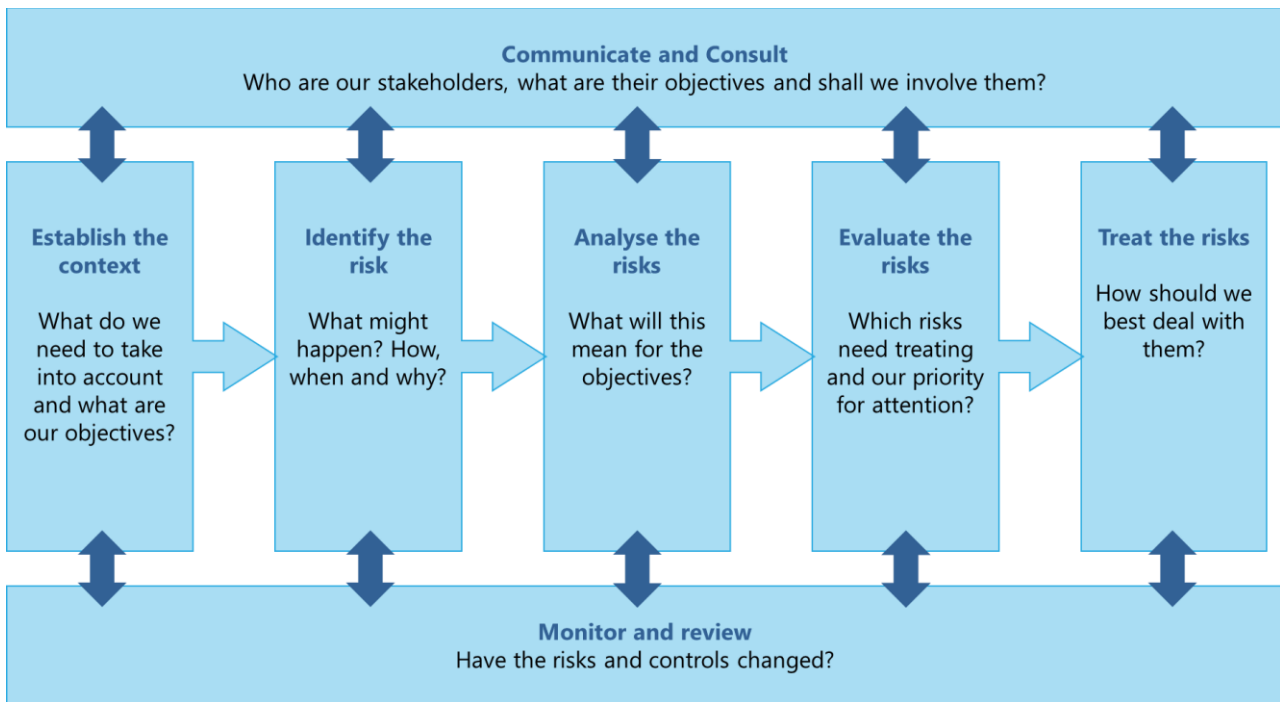 Communicate and Consult
Who are our stakeholders, what are their objectives and shall we involve them?
Establish the
context
What do we
need to take
into account
and what are
our objectives?
Identify the
risk
What might
happen? How,
when and why?
Analyse the
risks
What will this
mean for the
objectives?
Evaluate the
risks
Which risks
need treating
and our priority
for attention?
Treat the risks
How should we
best deal with
them?
Monitor and review
Have the risks and controls changed?